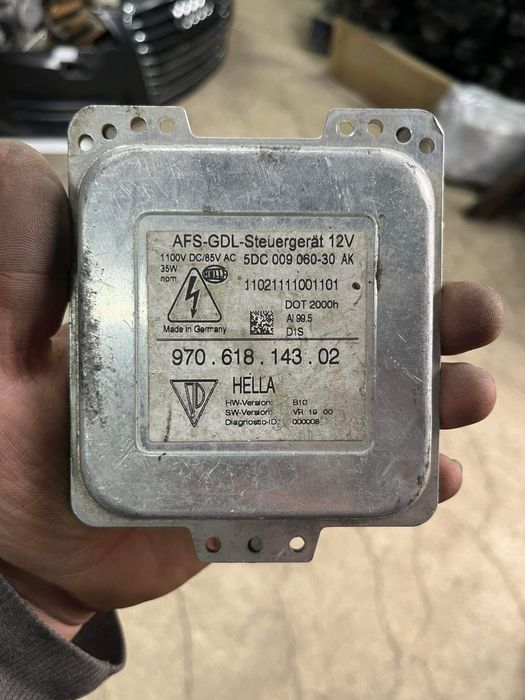 AFS-GDL-Steuergerät 12V
1100V DC/85V AC 5DC 009 060-30 AK
35W
nom
HELLA
11021111001101
DOT 2000h
Al 99.5
Made in Germany
D1S
970.618.143.02
HELLA
HW-Version: B10
SW-Version: VR 19 00
Diagnostic-ID: 000008